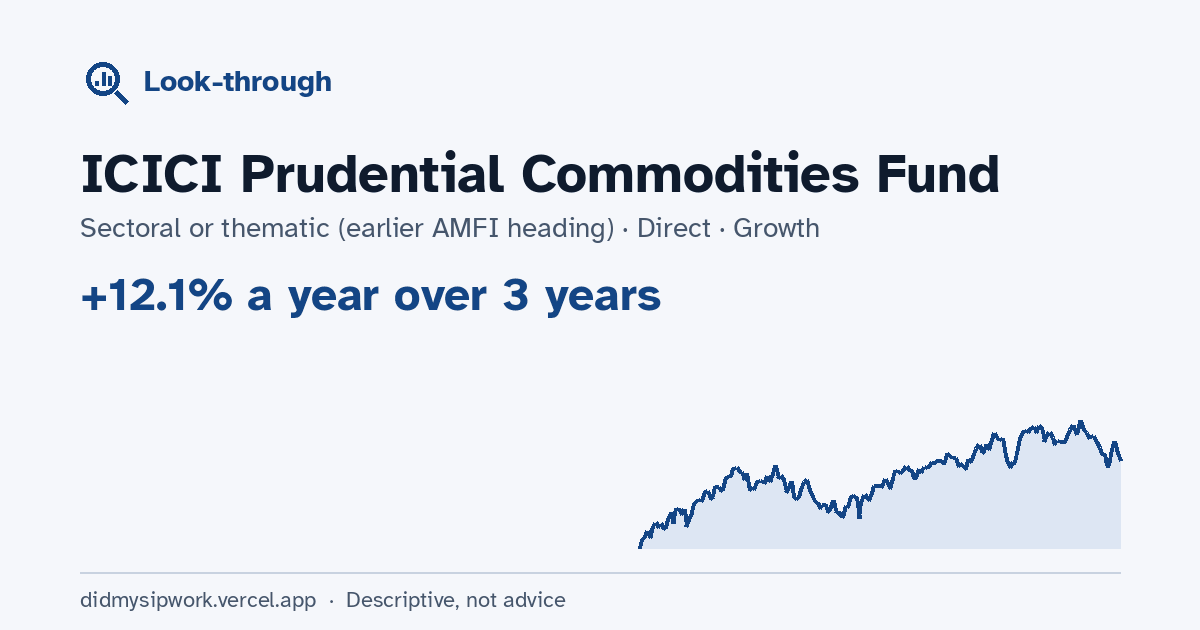 Look-through
ICICI Prudential Commodities Fund
Sectoral or thematic (earlier AMFI heading) · Direct · Growth
+12.1% a year over 3 years
didmysipwork.vercel.app · Descriptive, not advice